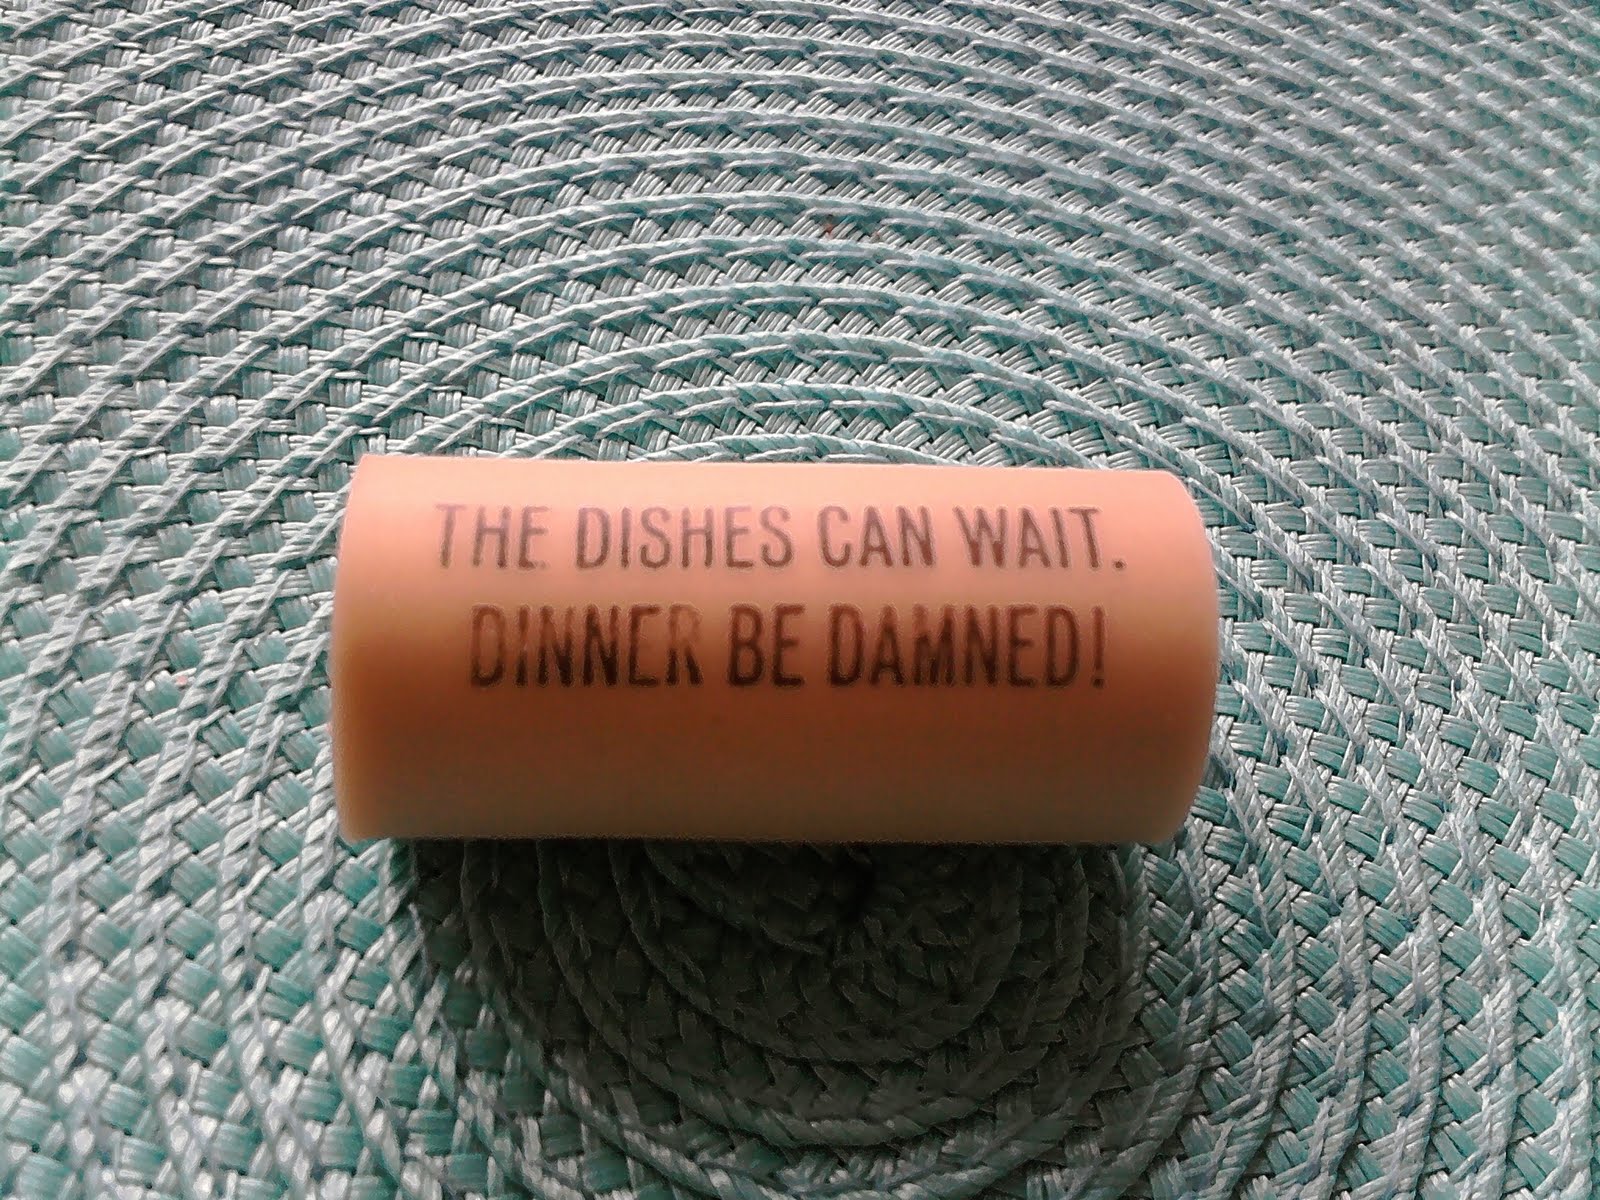 THE DISHES CAN WAIT.
DINNER BE DAMNED!